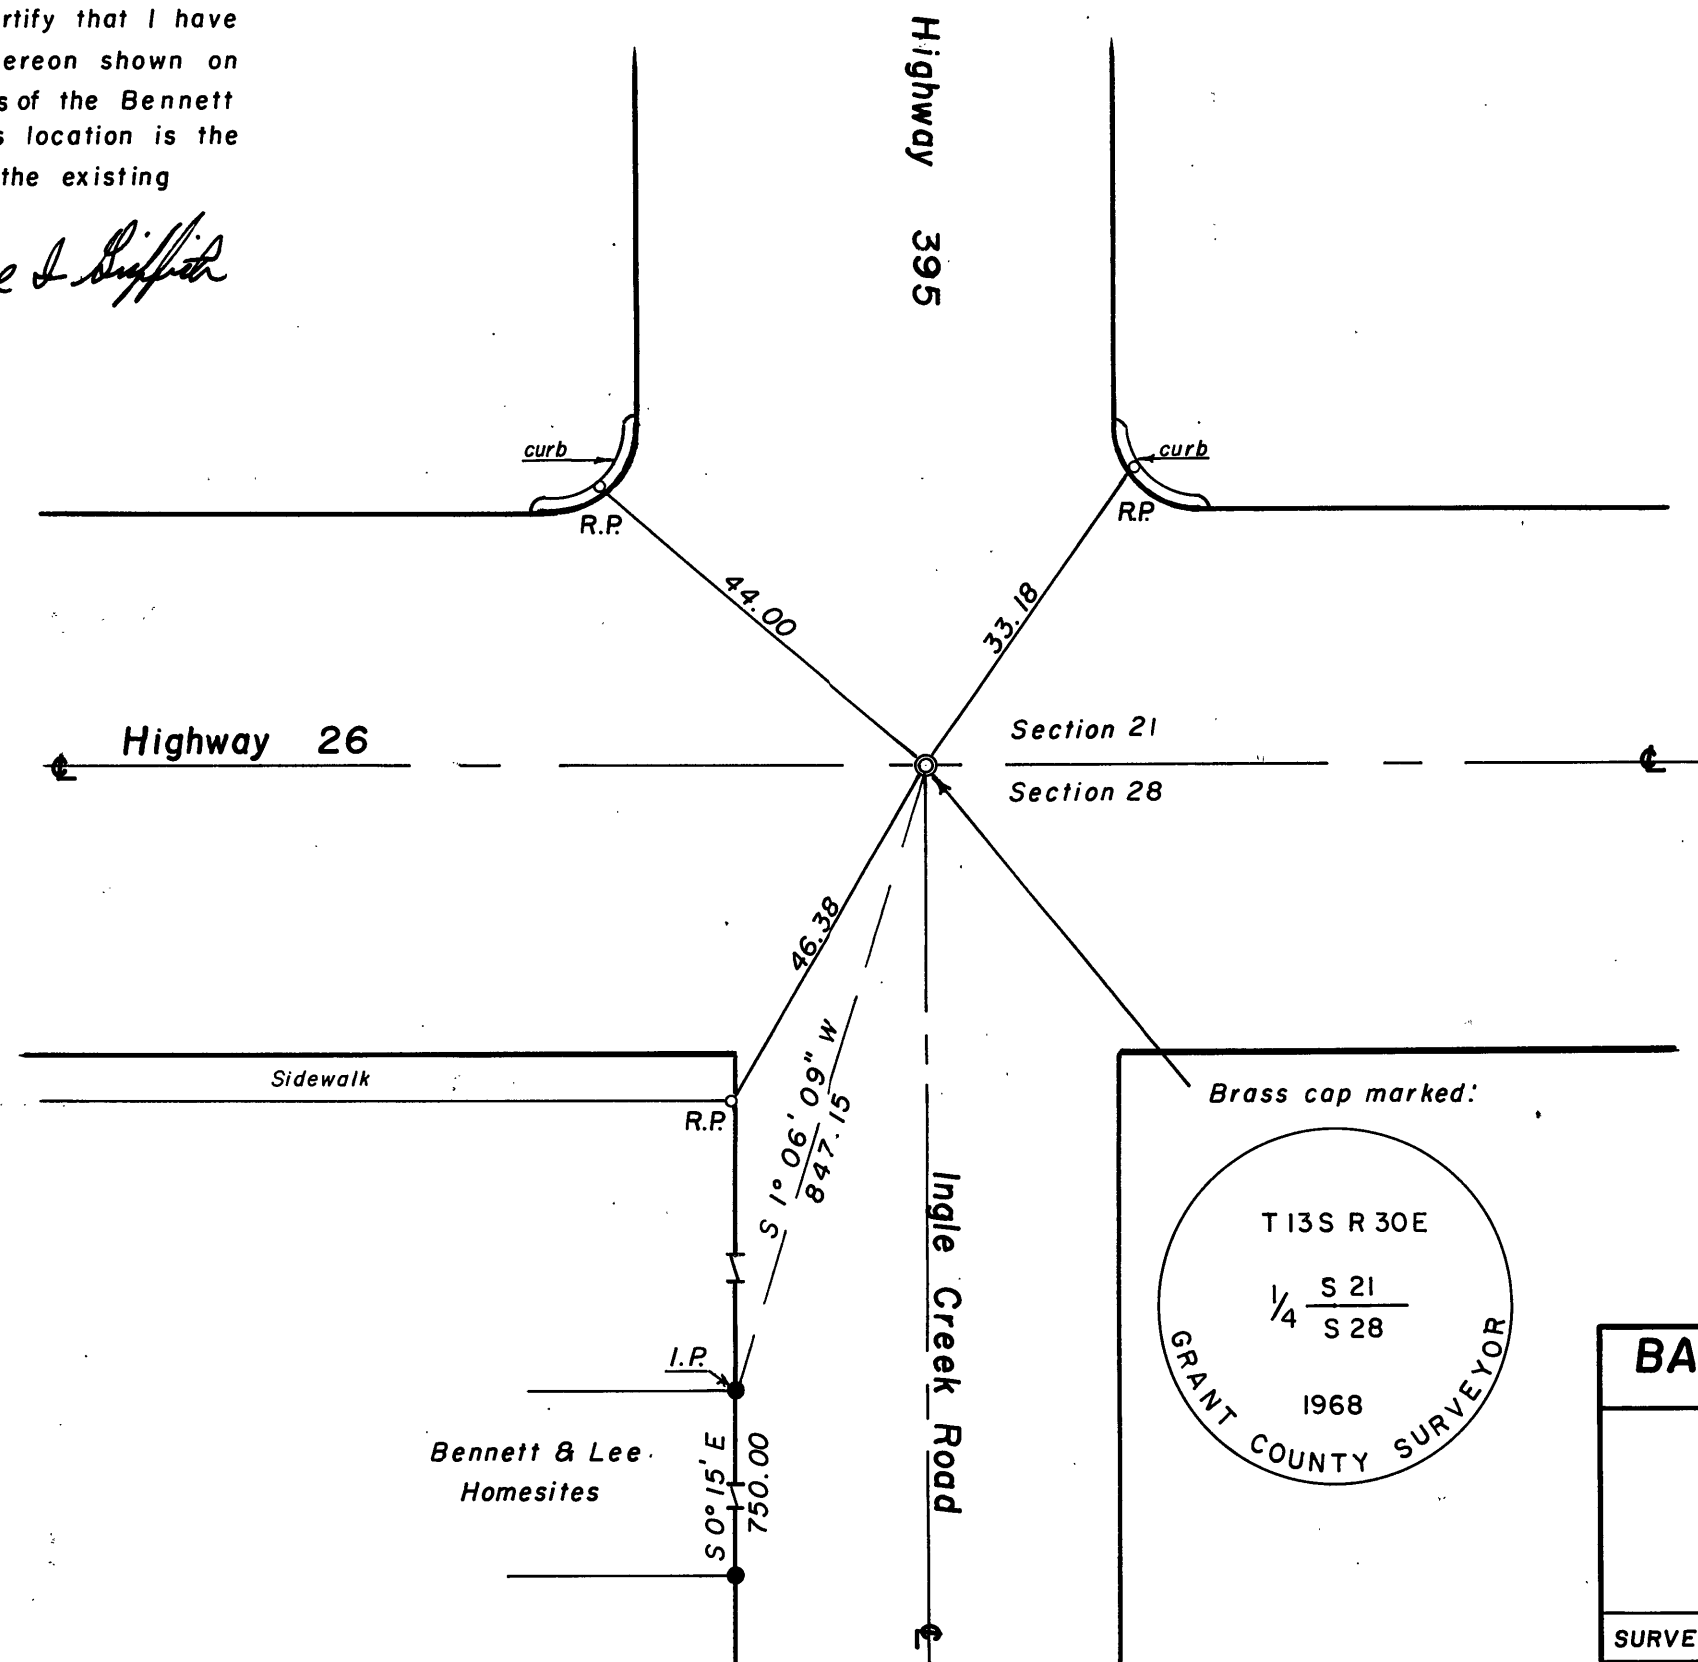 rtify that I have
ereon shown on
s of the Bennett
s location is the
the existing
e I Griffith
Highway 395
curb
curb
R.P.
R.P.
44.00
33.18
Highway 26
Section 21
Section 28
46.38
Sidewalk
R.P.
S 1° 06' 09" W
847.15
Brass cap marked:
T 13 S R 30 E
1/4 S 21
S 28
1968
GRANT COUNTY SURVEYOR
Ingle Creek Road
I.P.
Bennett & Lee
Homesites
S 0° 15' E
750.00
BA
SURVE